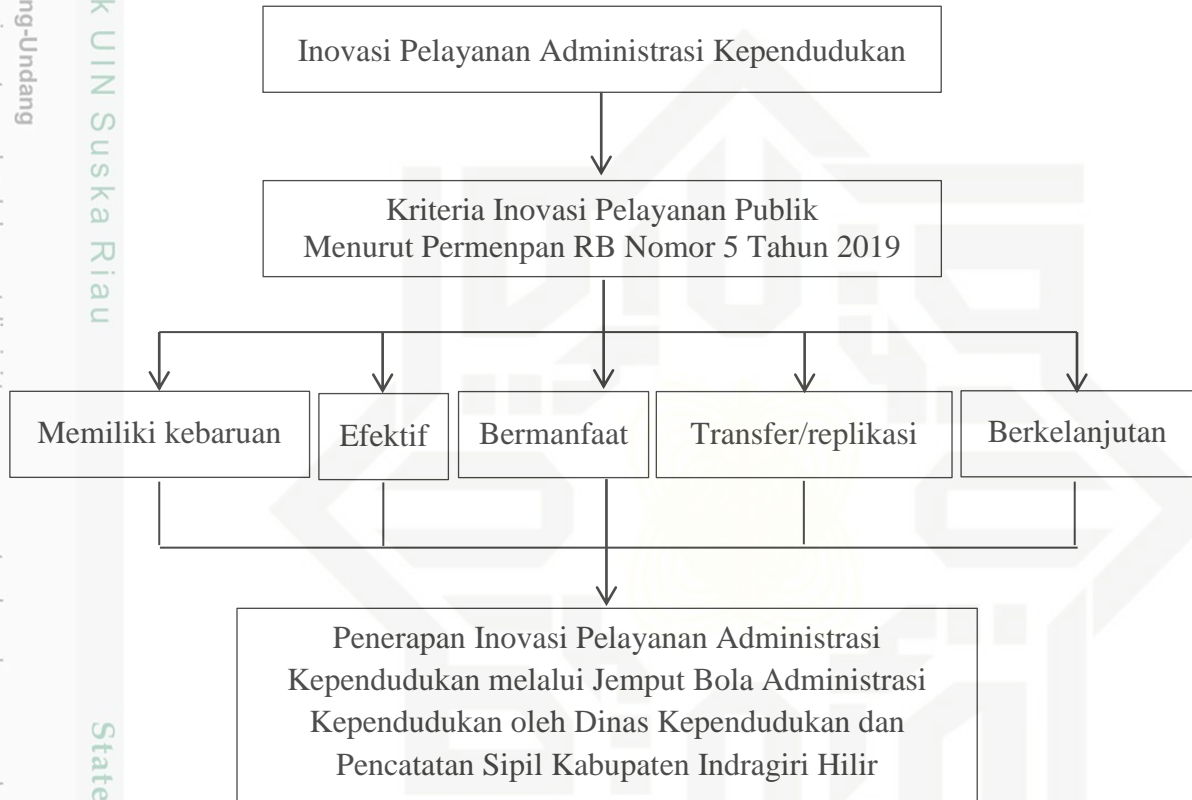 ng-Undang
k UIN Suska Riau
State
Inovasi Pelayanan Administrasi Kependudukan
Kriteria Inovasi Pelayanan Publik
Menurut Permenpan RB Nomor 5 Tahun 2019
Memiliki kebaruan
Efektif
Bermanfaat
Transfer/replikasi
Berkelanjutan
Penerapan Inovasi Pelayanan Administrasi
Kependudukan melalui Jemput Bola Administrasi
Kependudukan oleh Dinas Kependudukan dan
Pencatatan Sipil Kabupaten Indragiri Hilir